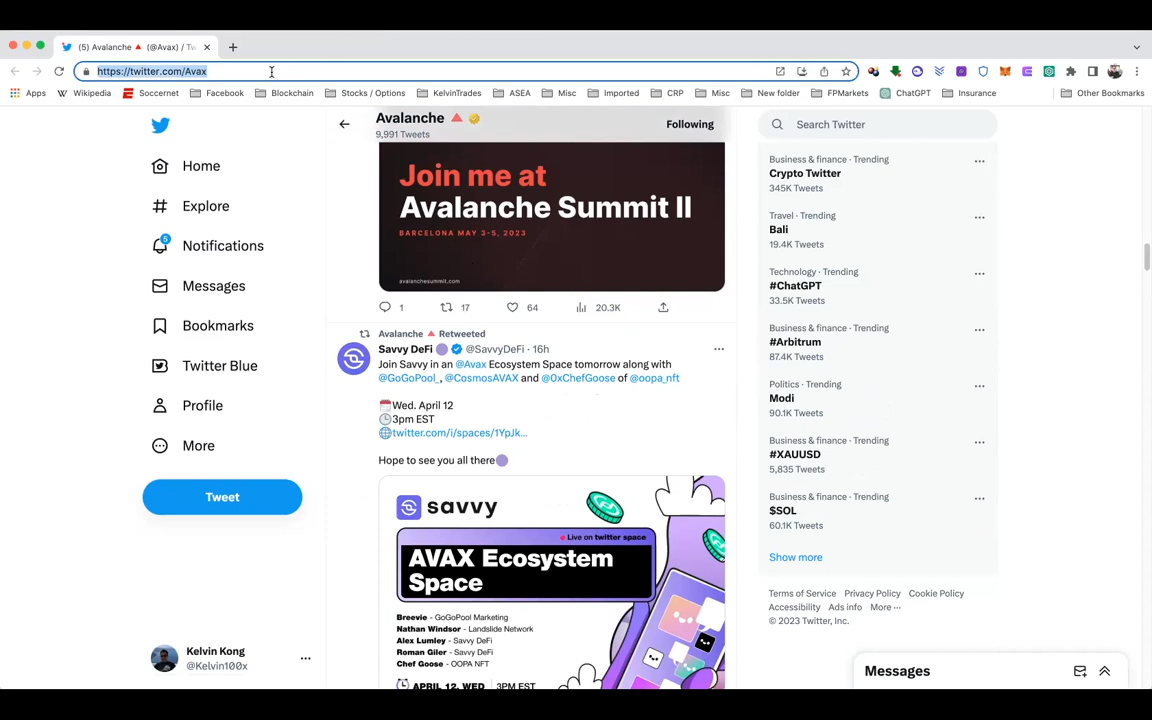 (5) Avalanche 🔺 (@Avax) / Tw
https://twitter.com/Avax
Apps
Wikipedia
Soccernet
Facebook
Blockchain
Stocks / Options
KelvinTrades
ASEA
Misc
Imported
CRP
Misc
New folder
FPMarkets
ChatGPT
Insurance
Other Bookmarks
Home
Explore
5
Notifications
Messages
Bookmarks
Twitter Blue
Profile
More
Tweet
Kelvin Kong
@Kelvin100x
Avalanche 🔺
9,991 Tweets
Following
Join me at
Avalanche Summit II
BARCELONA MAY 3-5, 2023
avalanchesummit.com
1 17 64 20.3K
Avalanche 🔺 Retweeted
Savvy DeFi 🟣 @SavvyDeFi · 16h
Join Savvy in an @Avax Ecosystem Space tomorrow along with
@GoGoPool_, @CosmosAVAX and @0xChefGoose of @oopa_nft
🗓️Wed. April 12
🕒3pm EST
🌐twitter.com/i/spaces/1YpJk...
Hope to see you all there🟣
savvy
Live on twitter space
AVAX Ecosystem
Space
Breevie - GoGoPool Marketing
Nathan Windsor - Landslide Network
Alex Lumley - Savvy DeFi
Roman Giler - Savvy DeFi
Chef Goose - OOPA NFT
APRIL 12, WED 3PM EST
Search Twitter
Business & finance · Trending
Crypto Twitter
345K Tweets
Travel · Trending
Bali
19.4K Tweets
Technology · Trending
#ChatGPT
33.5K Tweets
Business & finance · Trending
#Arbitrum
87.4K Tweets
Politics · Trending
Modi
90.1K Tweets
Business & finance · Trending
#XAUUSD
5,835 Tweets
Business & finance · Trending
$SOL
60.1K Tweets
Show more
Terms of Service Privacy Policy Cookie Policy
Accessibility Ads info More ···
© 2023 Twitter, Inc.
Messages